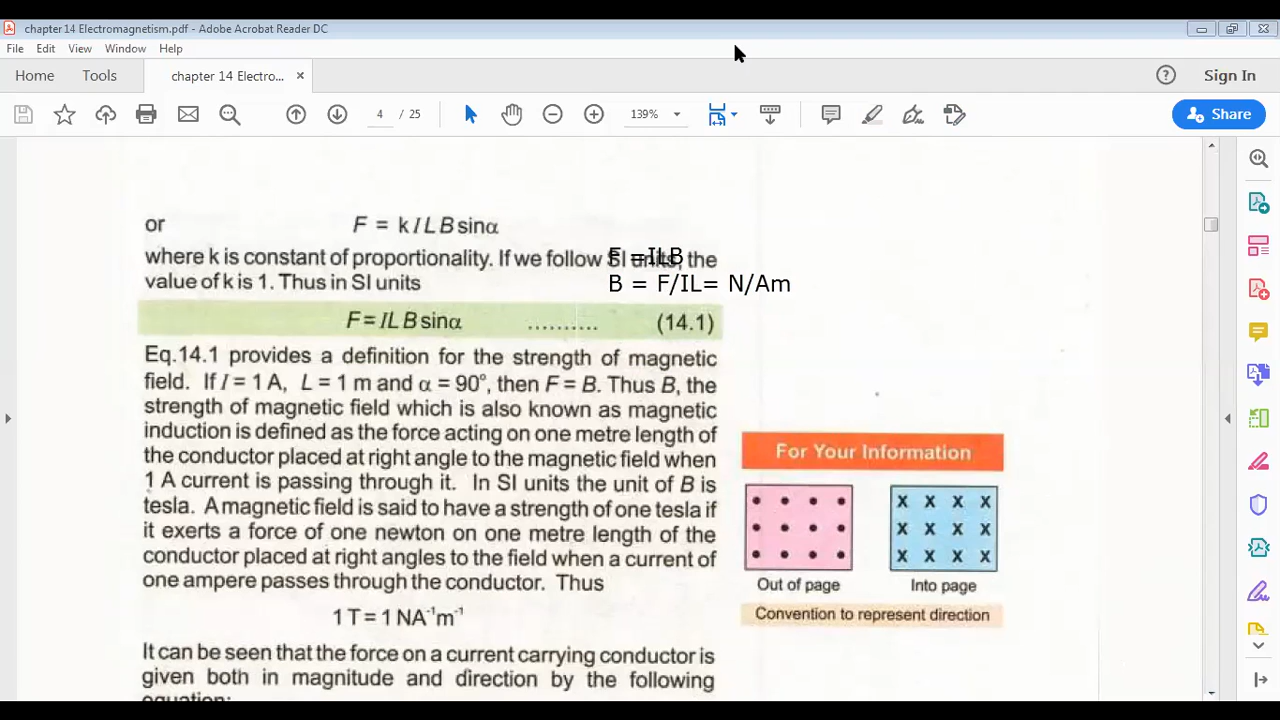 chapter 14 Electromagnetism.pdf - Adobe Acrobat Reader DC
File Edit View Window Help
Home Tools chapter 14 Electro... × Sign In
4 / 25 139% Share
or F = k I L B sinα
where k is constant of proportionality. If we follow SI units, the
F =ILB
value of k is 1. Thus in SI units
B = F/IL= N/Am
F = I L B sinα .......... (14.1)
Eq.14.1 provides a definition for the strength of magnetic
field. If I = 1 A, L = 1 m and α = 90°, then F = B. Thus B, the
strength of magnetic field which is also known as magnetic
induction is defined as the force acting on one metre length of
the conductor placed at right angle to the magnetic field when
1 A current is passing through it. In SI units the unit of B is
tesla. A magnetic field is said to have a strength of one tesla if
it exerts a force of one newton on one metre length of the
conductor placed at right angles to the field when a current of
one ampere passes through the conductor. Thus
1 T = 1 NA⁻¹m⁻¹
It can be seen that the force on a current carrying conductor is
given both in magnitude and direction by the following
equation:
For Your Information
x x x x
x x x x
x x x x
Out of page Into page
Convention to represent direction